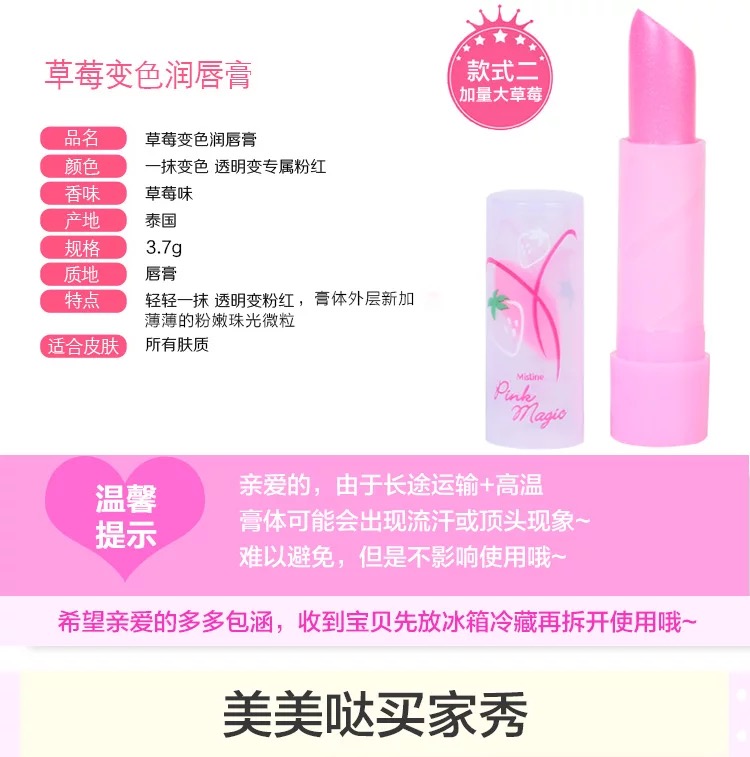 草莓变色润唇膏
款式二
加量大草莓
品名 草莓变色润唇膏
颜色 一抹变色 透明变专属粉红
香味 草莓味
产地 泰国
规格 3.7g
质地 唇膏
特点 轻轻一抹 透明变粉红，膏体外层新加
薄薄的粉嫩珠光微粒
适合皮肤 所有肤质
Mistine
Pink
Magic
温馨
提示
亲爱的，由于长途运输+高温
膏体可能会出现流汗或顶头现象~
难以避免，但是不影响使用哦~
希望亲爱的多多包涵，收到宝贝先放冰箱冷藏再拆开使用哦~
美美哒买家秀